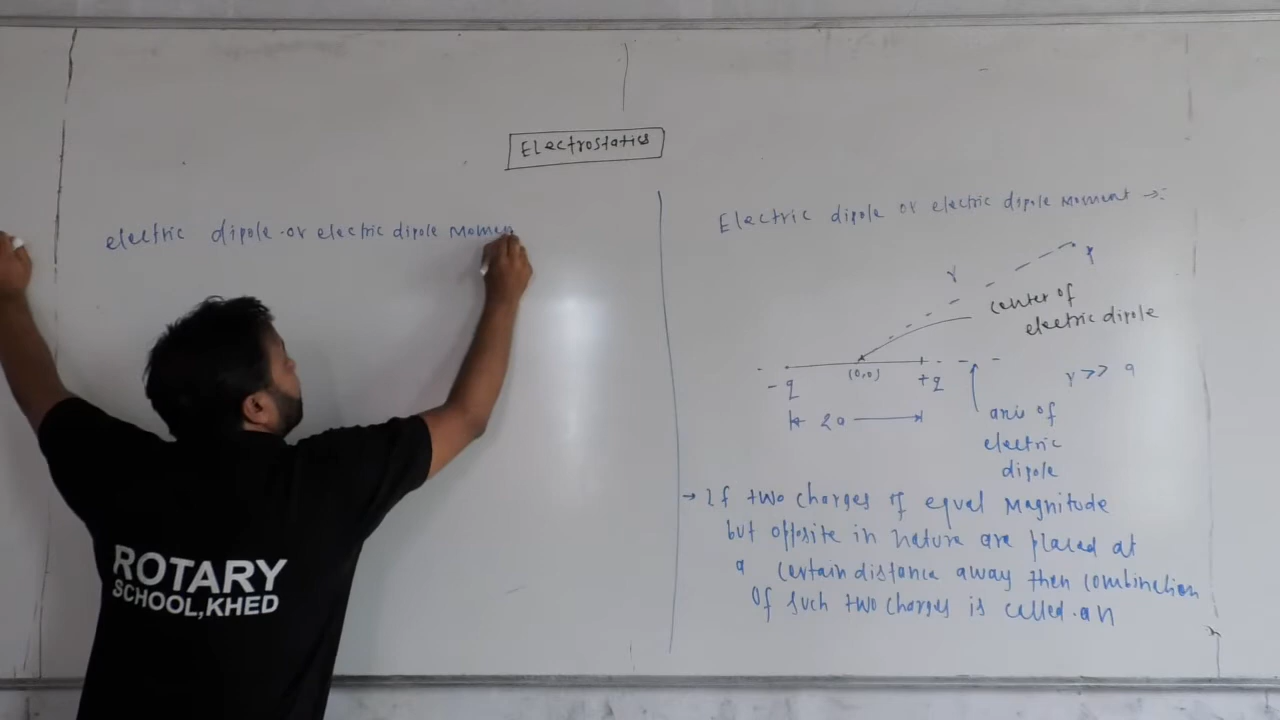 Electrostatics
electric dipole or electric dipole Momen
Electric dipole or electric dipole Moment →:
r
center of
electric dipole
-q
(0,0)
+q
r >> a
2a
axis of
electric
dipole
→ If two charges of equal Magnitude
but opposite in nature are placed at
a certain distance away then combination
of such two charges is called an
ROTARY
SCHOOL,KHED